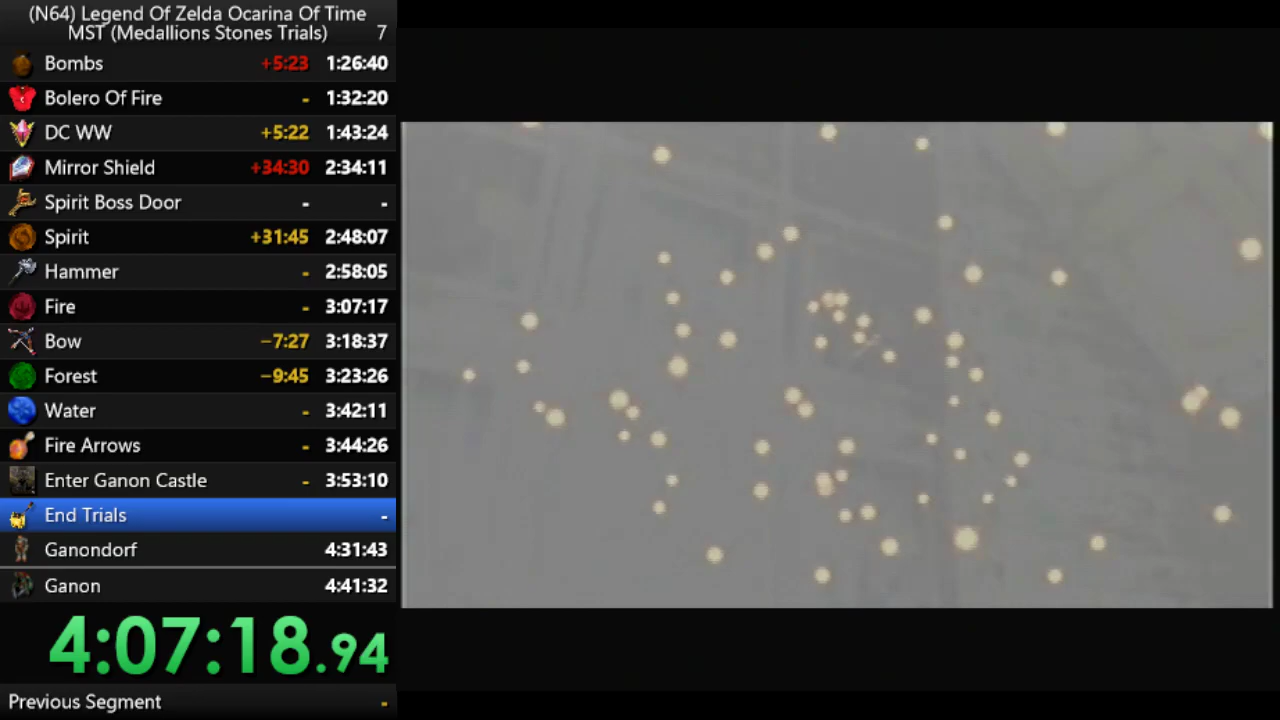 (N64) Legend Of Zelda Ocarina Of Time
MST (Medallions Stones Trials) 7
Bombs +5:23 1:26:40
Bolero Of Fire - 1:32:20
DC WW +5:22 1:43:24
Mirror Shield +34:30 2:34:11
Spirit Boss Door - -
Spirit +31:45 2:48:07
Hammer - 2:58:05
Fire - 3:07:17
Bow −7:27 3:18:37
Forest −9:45 3:23:26
Water - 3:42:11
Fire Arrows - 3:44:26
Enter Ganon Castle - 3:53:10
End Trials -
Ganondorf 4:31:43
Ganon 4:41:32
4:07:18.94
Previous Segment -